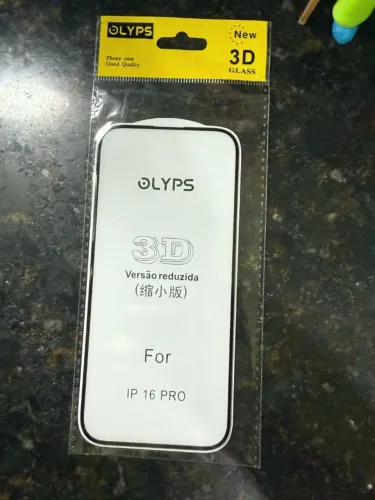 OLYPS
Phone case
Good Quality
New
3D
GLASS
OLYPS
3D
Versão reduzida
(缩小版)
For
IP 16 PRO